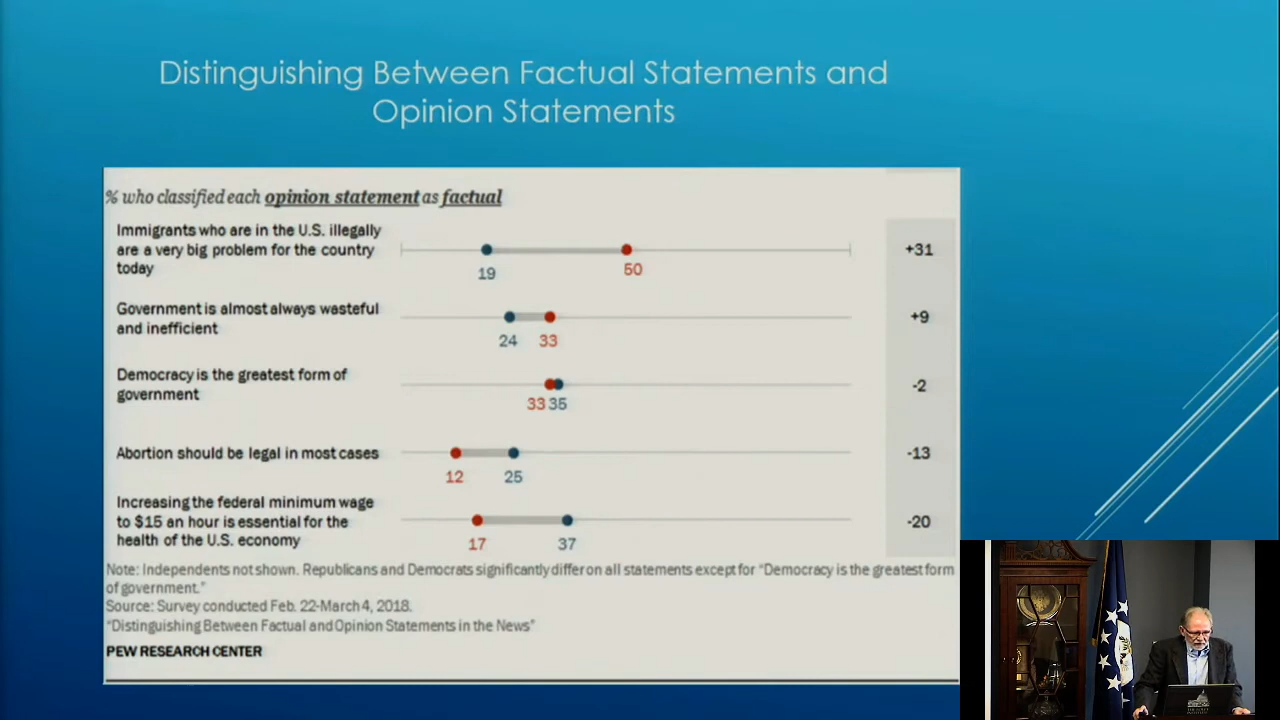 Distinguishing Between Factual Statements and
Opinion Statements
% who classified each opinion statement as factual
Immigrants who are in the U.S. illegally
are a very big problem for the country
today
19
50
+31
Government is almost always wasteful
and inefficient
24
33
+9
Democracy is the greatest form of
government
33
35
-2
Abortion should be legal in most cases
12
25
-13
Increasing the federal minimum wage
to $15 an hour is essential for the
health of the U.S. economy
17
37
-20
Note: Independents not shown. Republicans and Democrats significantly differ on all statements except for “Democracy is the greatest form
of government.”
Source: Survey conducted Feb. 22-March 4, 2018.
“Distinguishing Between Factual and Opinion Statements in the News”
PEW RESEARCH CENTER